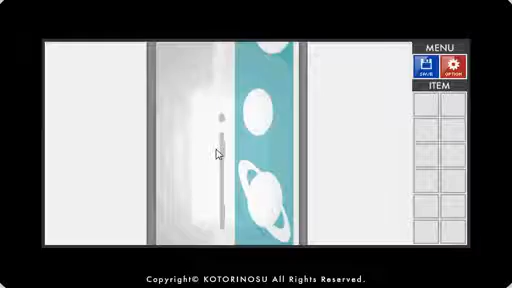 MENU
SAVE
OPTION
ITEM
Copyright© KOTORINOSU All Rights Reserved.